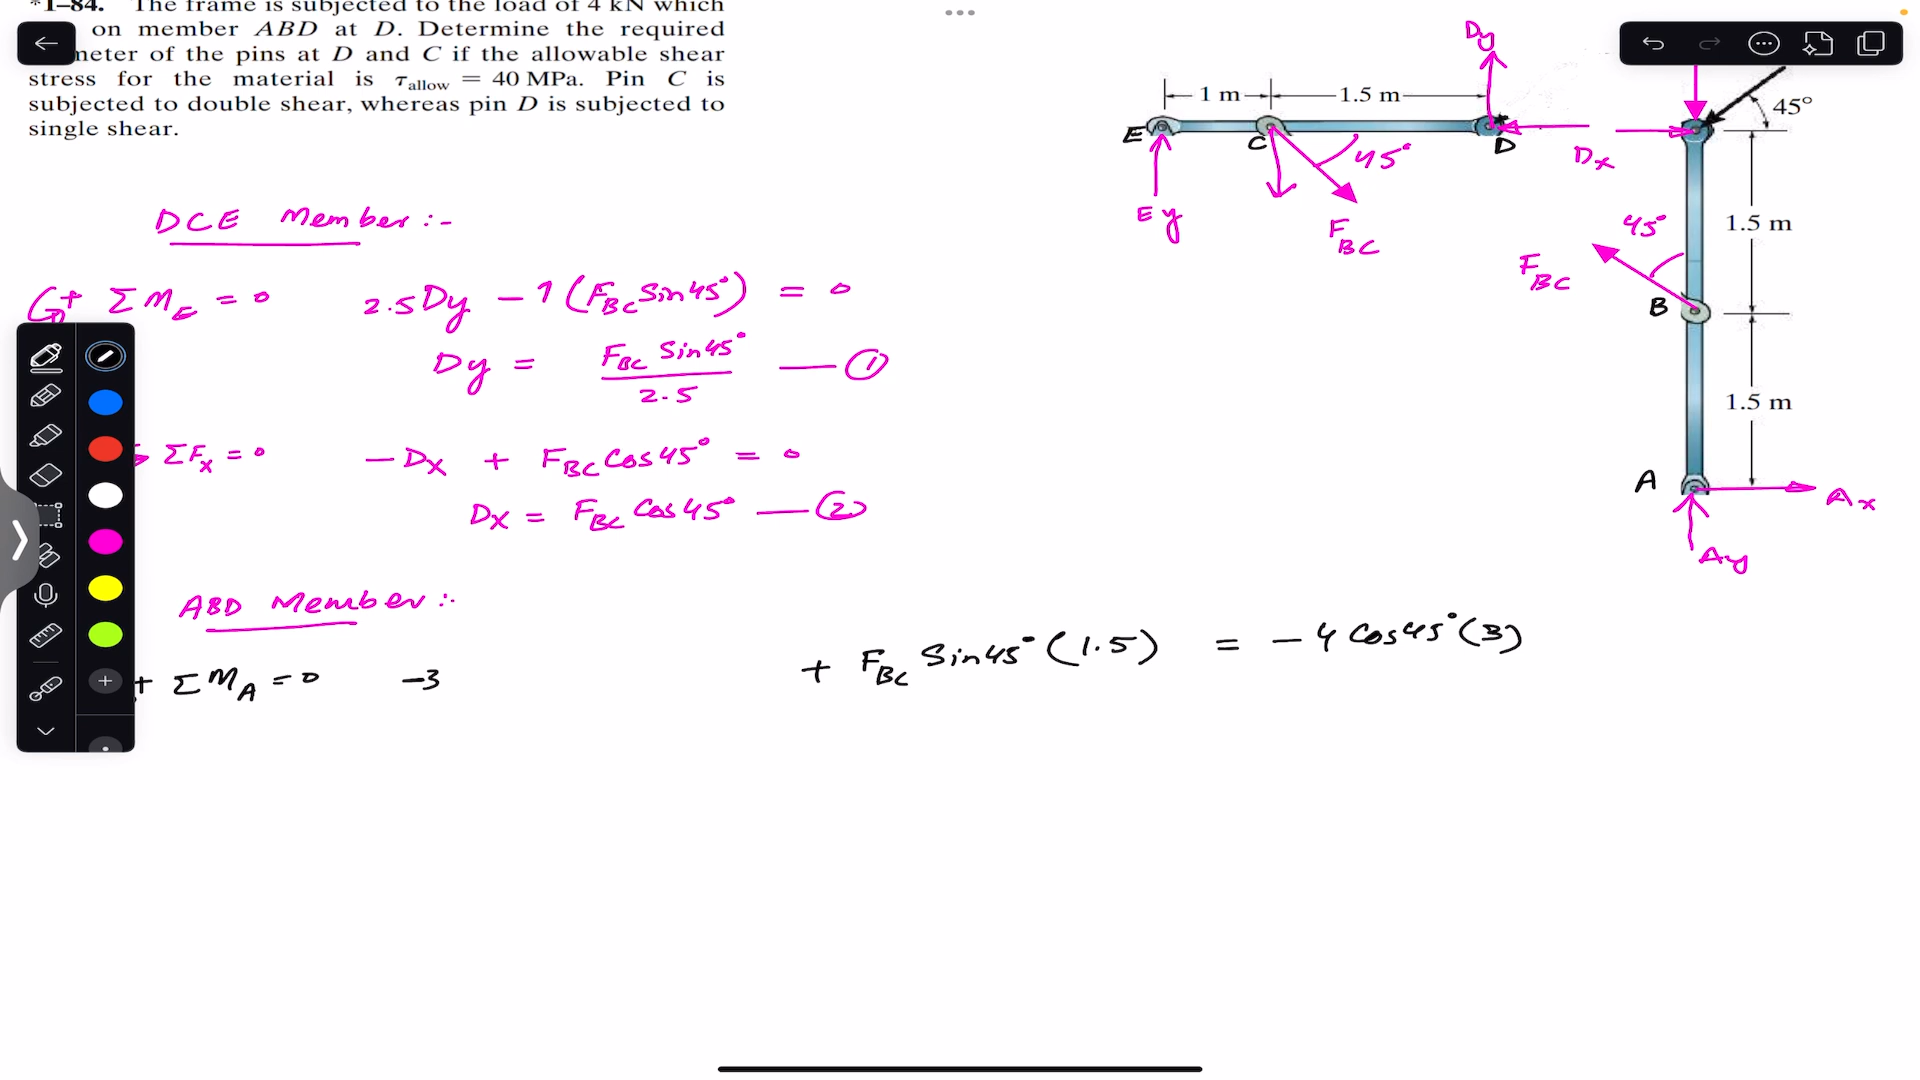 *1–84. The frame is subjected to the load of 4 kN which
on member ABD at D. Determine the required
meter of the pins at D and C if the allowable shear
stress for the material is τallow = 40 MPa. Pin C is
subjected to double shear, whereas pin D is subjected to
single shear.
Dy
1 m
1.5 m
45°
E
C
45°
D
Dx
Ey
FBC
45°
1.5 m
FBC
B
1.5 m
A
Ax
Ay
DCE Member :-
+ ΣME = 0 2.5Dy - 1(FBC Sin45°) = 0
Dy = FBC Sin45° / 2.5 — ①
ΣFx = 0 - Dx + FBC Cos45° = 0
Dx = FBC Cos45° — ②
ABD Member :-
+ ΣMA = 0 -3 + FBC Sin45° (1.5) = - 4 Cos45° (3)